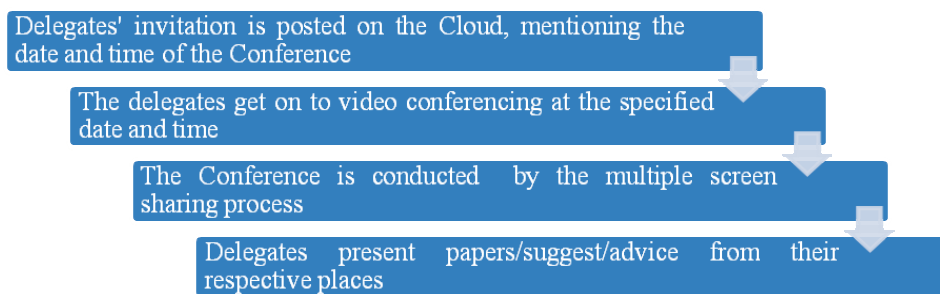 Delegates' invitation is posted on the Cloud, mentioning the
date and time of the Conference
The delegates get on to video conferencing at the specified
date and time
The Conference is conducted by the multiple screen
sharing process
Delegates present papers/suggest/advice from their
respective places